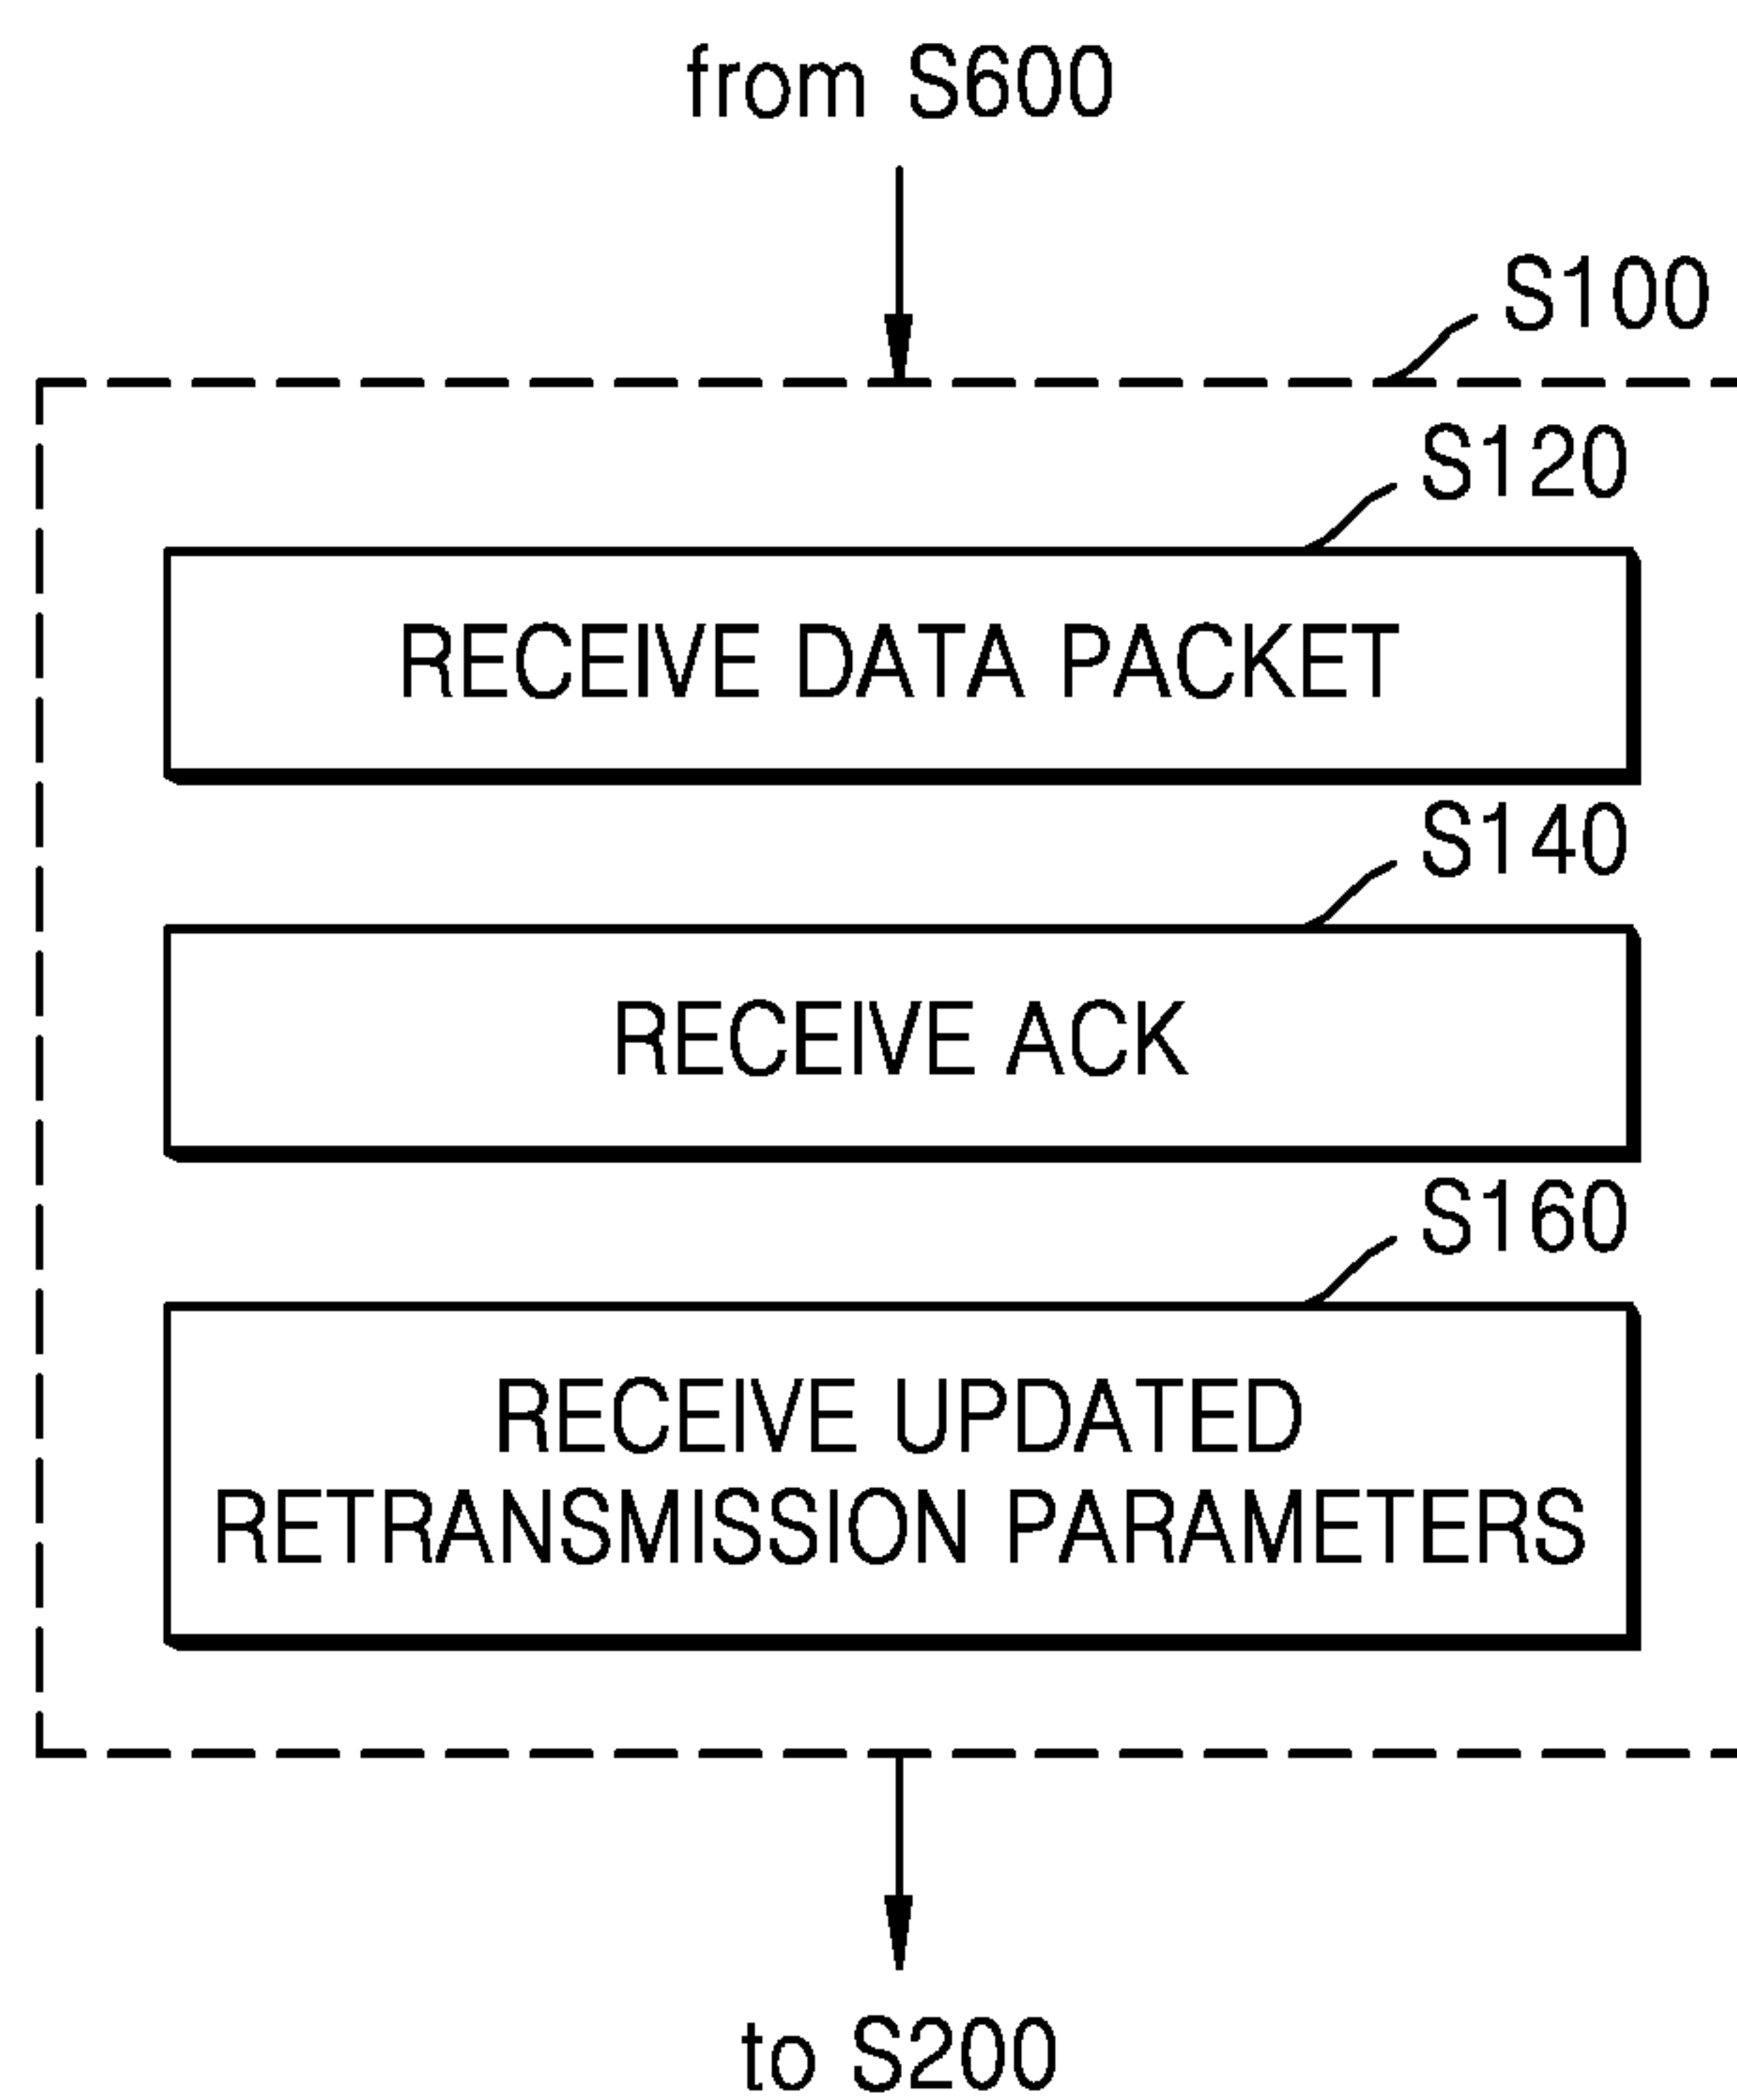 from S600
S100
S120
RECEIVE DATA PACKET
S140
RECEIVE ACK
S160
RECEIVE UPDATED
RETRANSMISSION PARAMETERS
to S200